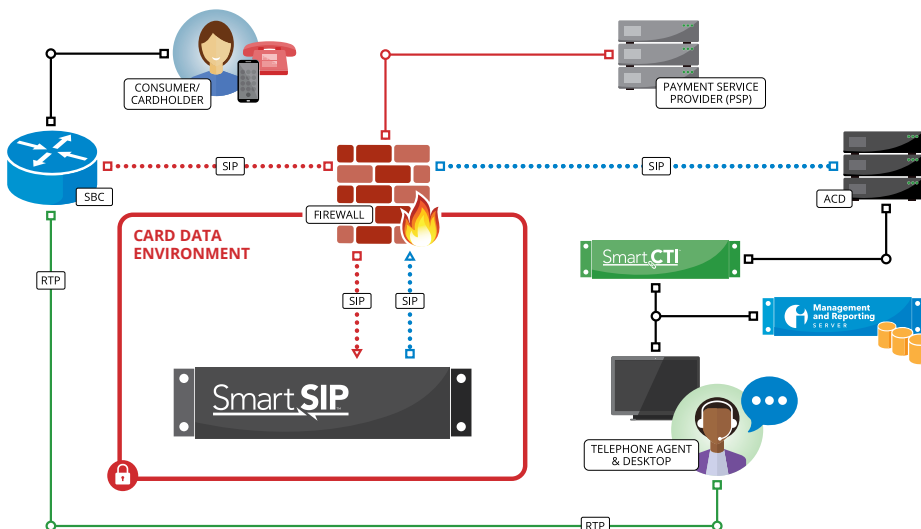 CONSUMER/
CARDHOLDER
PAYMENT SERVICE
PROVIDER (PSP)
SIP
SIP
SBC
ACD
FIREWALL
CARD DATA
ENVIRONMENT
SmartCTI
RTP
SIP
SIP
Management
and Reporting
SERVER
SmartSIP
TELEPHONE AGENT
& DESKTOP
RTP